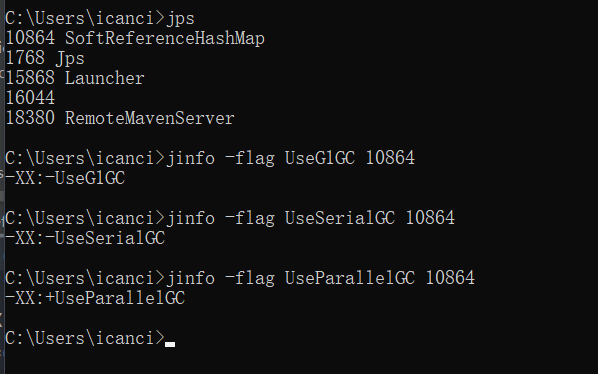 C:\Users\icanci>jps
10864 SoftReferenceHashMap
1768 Jps
15868 Launcher
16044
18380 RemoteMavenServer
C:\Users\icanci>jinfo -flag UseG1GC 10864
-XX:-UseG1GC
C:\Users\icanci>jinfo -flag UseSerialGC 10864
-XX:-UseSerialGC
C:\Users\icanci>jinfo -flag UseParallelGC 10864
-XX:+UseParallelGC
C:\Users\icanci>